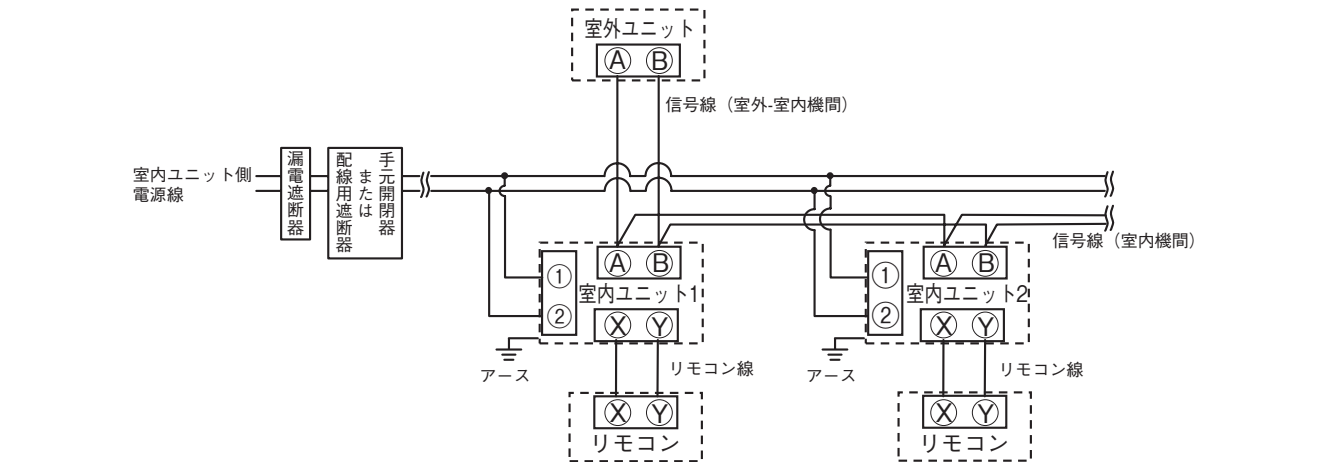 室外ユニット
A B
信号線（室外-室内機間）
室内ユニット側
電源線
漏電遮断器
手元開閉器
または
配線用遮断器
信号線（室内機間）
A B
①
室内ユニット1
②
X Y
アース
リモコン線
X Y
リモコン
A B
①
室内ユニット2
②
X Y
アース
リモコン線
X Y
リモコン